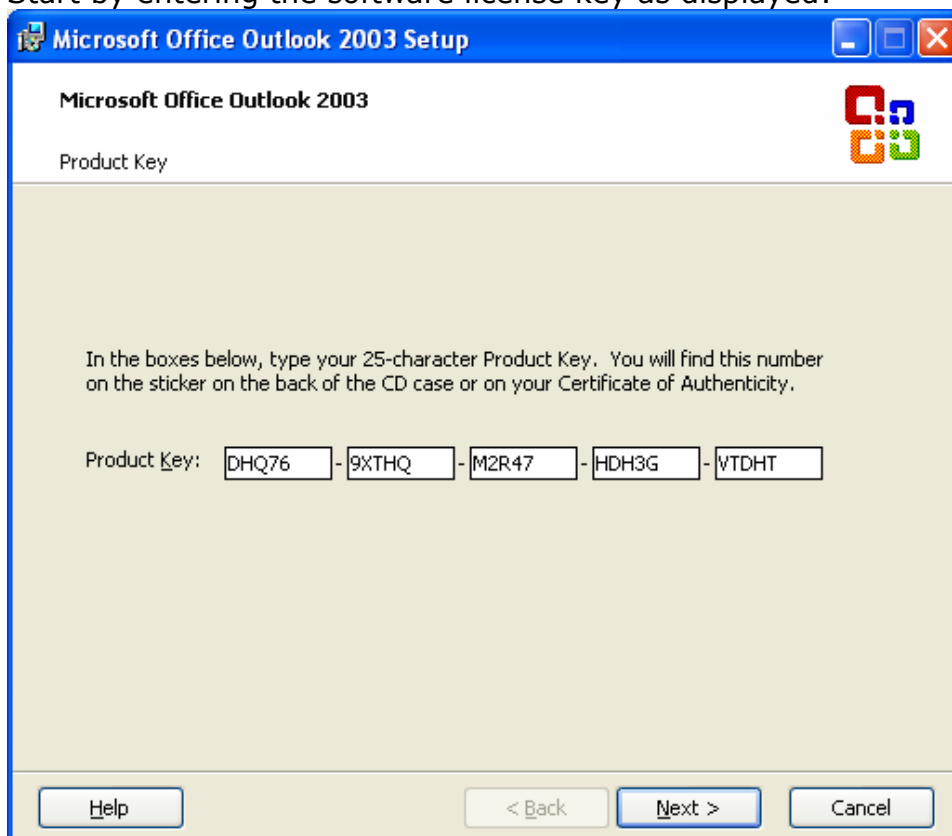 Start by entering the software license key as displayed:
Microsoft Office Outlook 2003 Setup
Microsoft Office Outlook 2003
Product Key
In the boxes below, type your 25-character Product Key. You will find this number
on the sticker on the back of the CD case or on your Certificate of Authenticity.
Product Key: DHQ76 - 9XTHQ - M2R47 - HDH3G - VTDHT
Help < Back Next > Cancel